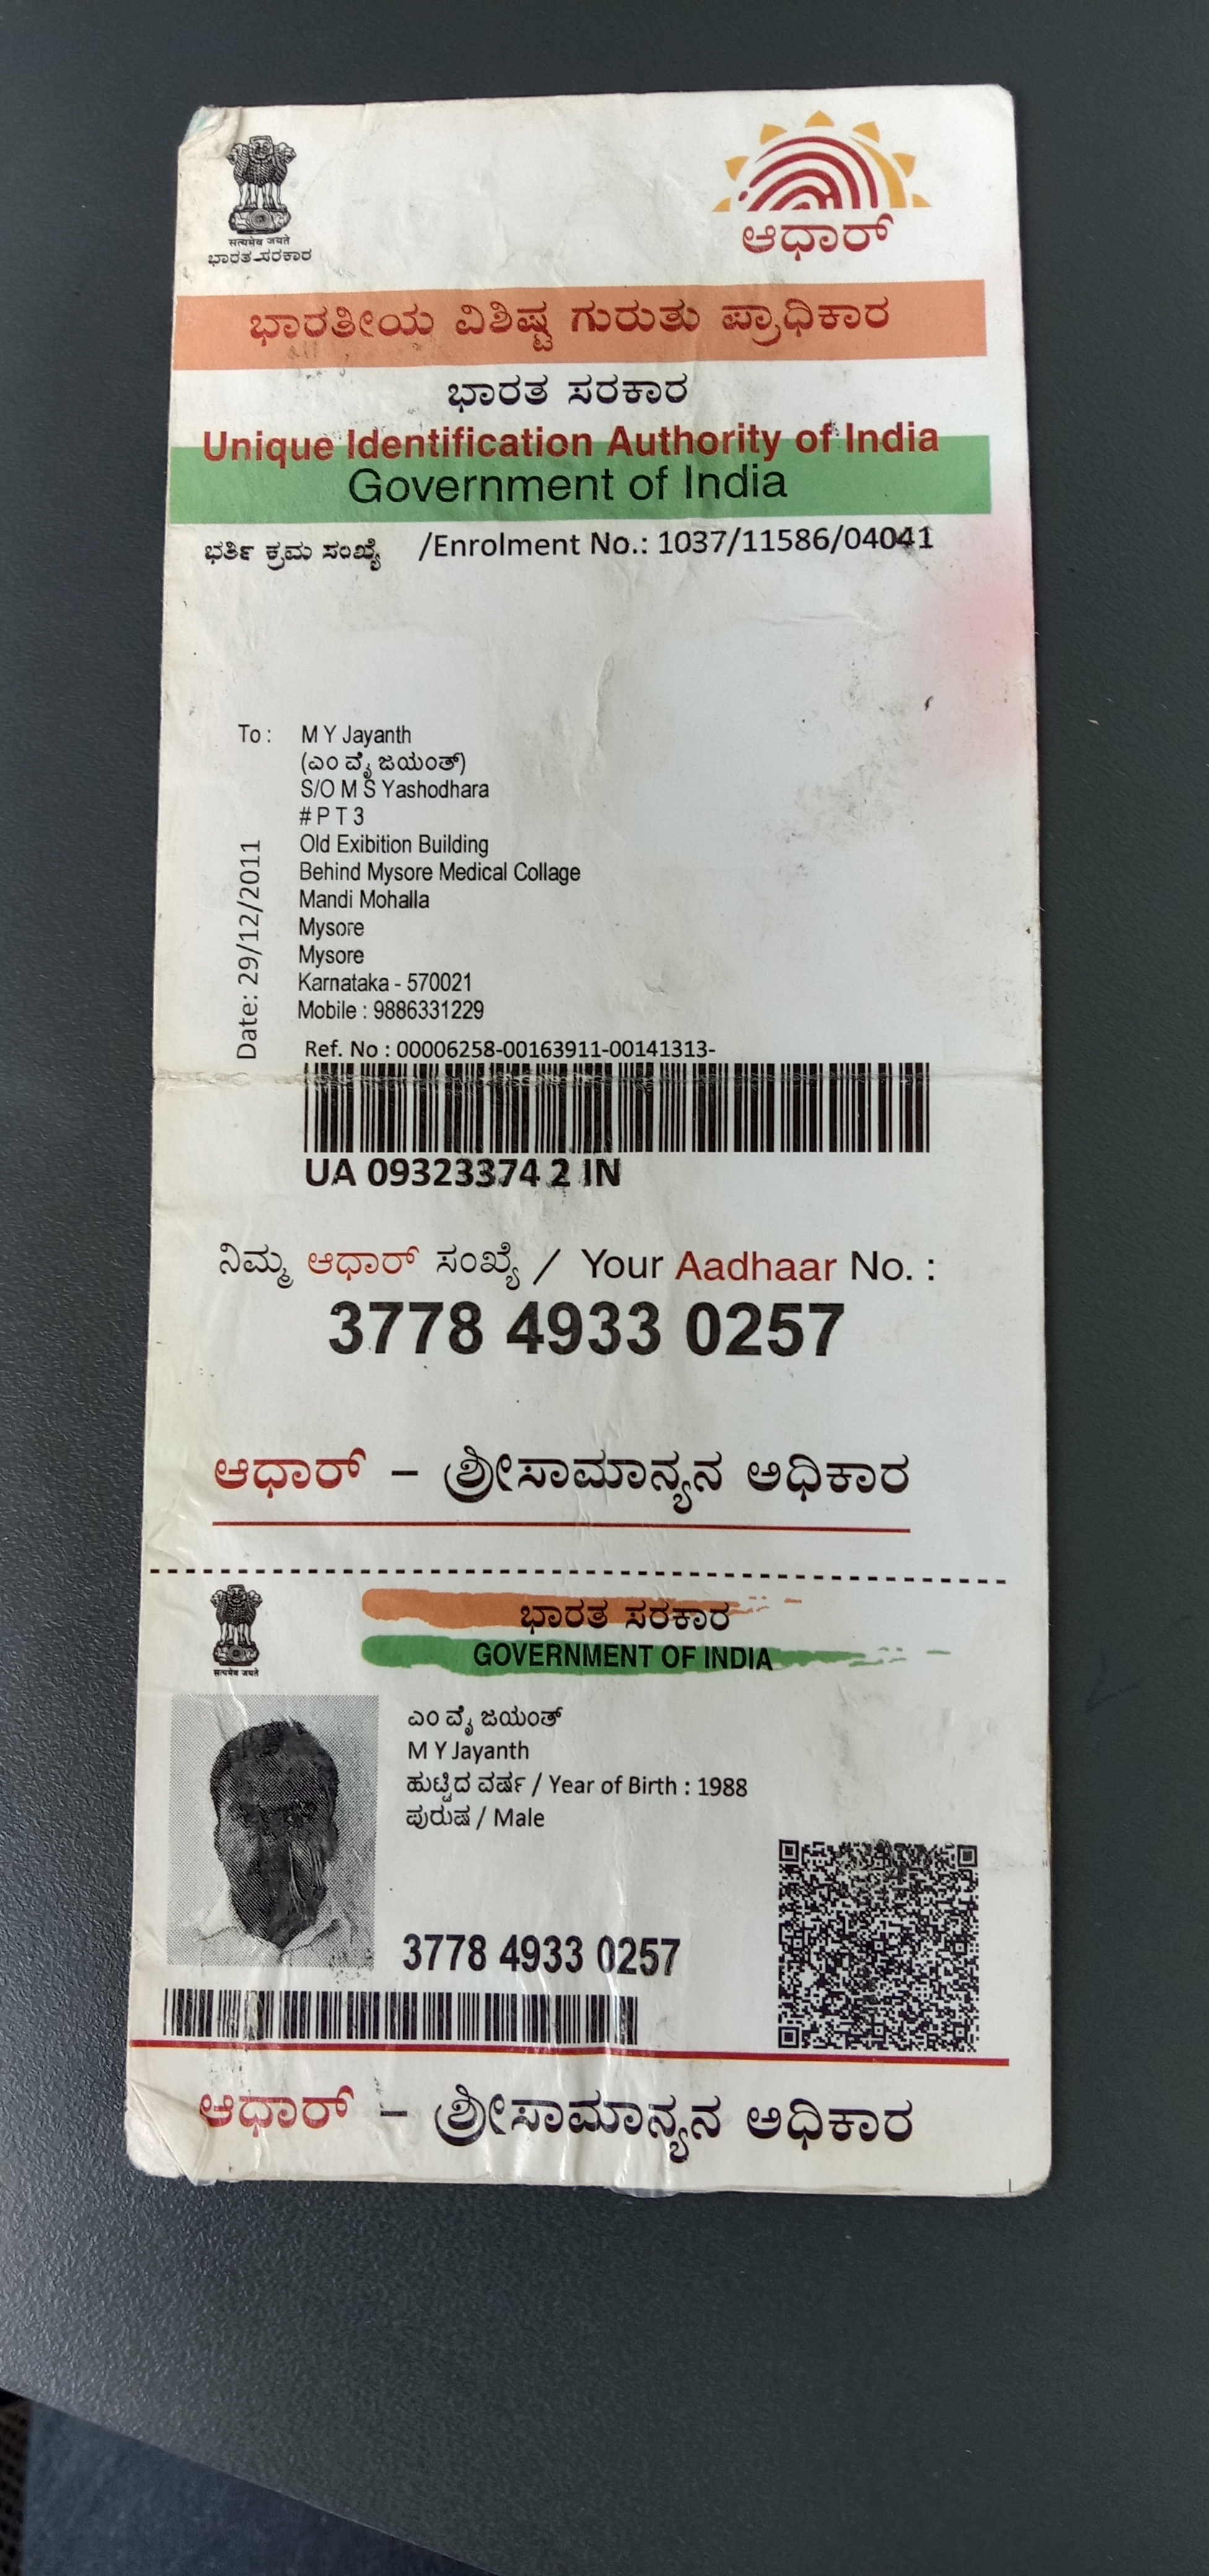 सत्यमेव जयते
ಭಾರತ ಸರಕಾರ
ಆಧಾರ್
ಭಾರತೀಯ ವಿಶಿಷ್ಟ ಗುರುತು ಪ್ರಾಧಿಕಾರ
ಭಾರತ ಸರಕಾರ
Unique Identification Authority of India
Government of India
ಭರ್ತಿ ಕ್ರಮ ಸಂಖ್ಯೆ /Enrolment No.: 1037/11586/04041
To : M Y Jayanth
(ಎಂ ವೈ ಜಯಂತ್)
S/O M S Yashodhara
# P T 3
Old Exibition Building
Behind Mysore Medical Collage
Mandi Mohalla
Mysore
Mysore
Karnataka - 570021
Mobile : 9886331229
Date: 29/12/2011
Ref. No : 00006258-00163911-00141313-
UA 09323374 2 IN
ನಿಮ್ಮ ಆಧಾರ್ ಸಂಖ್ಯೆ / Your Aadhaar No. :
3778 4933 0257
ಆಧಾರ್ – ಶ್ರೀಸಾಮಾನ್ಯನ ಅಧಿಕಾರ
सत्यमेव जयते
ಭಾರತ ಸರಕಾರ
GOVERNMENT OF INDIA
ಎಂ ವೈ ಜಯಂತ್
M Y Jayanth
ಹುಟ್ಟಿದ ವರ್ಷ / Year of Birth : 1988
ಪುರುಷ / Male
3778 4933 0257
ಆಧಾರ್ – ಶ್ರೀಸಾಮಾನ್ಯನ ಅಧಿಕಾರ